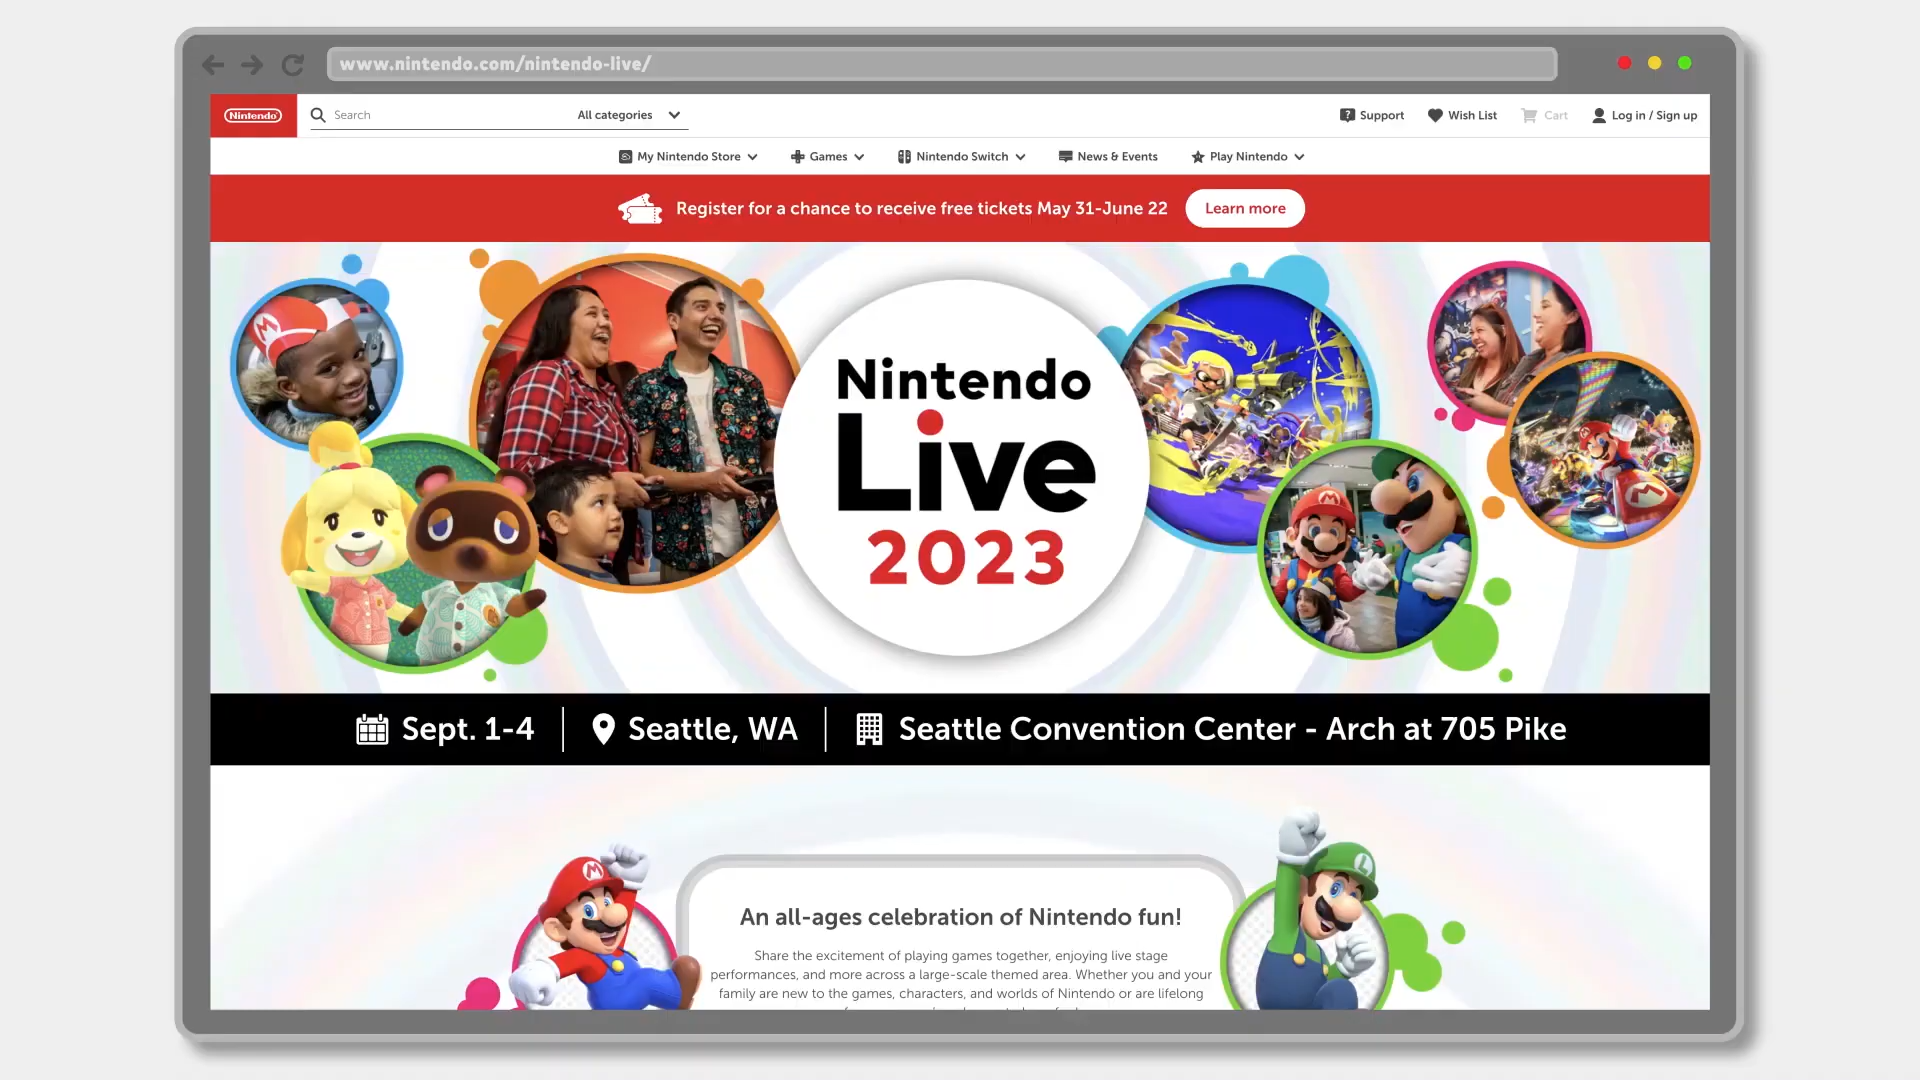 www.nintendo.com/nintendo-live/
Nintendo
Search
All categories
Support
Wish List
Cart
Log in / Sign up
My Nintendo Store
Games
Nintendo Switch
News & Events
Play Nintendo
Register for a chance to receive free tickets May 31-June 22
Learn more
Nintendo
Live
2023
Sept. 1-4
Seattle, WA
Seattle Convention Center - Arch at 705 Pike
An all-ages celebration of Nintendo fun!
Share the excitement of playing games together, enjoying live stage
performances, and more across a large-scale themed area. Whether you and your
family are new to the games, characters, and worlds of Nintendo or are lifelong